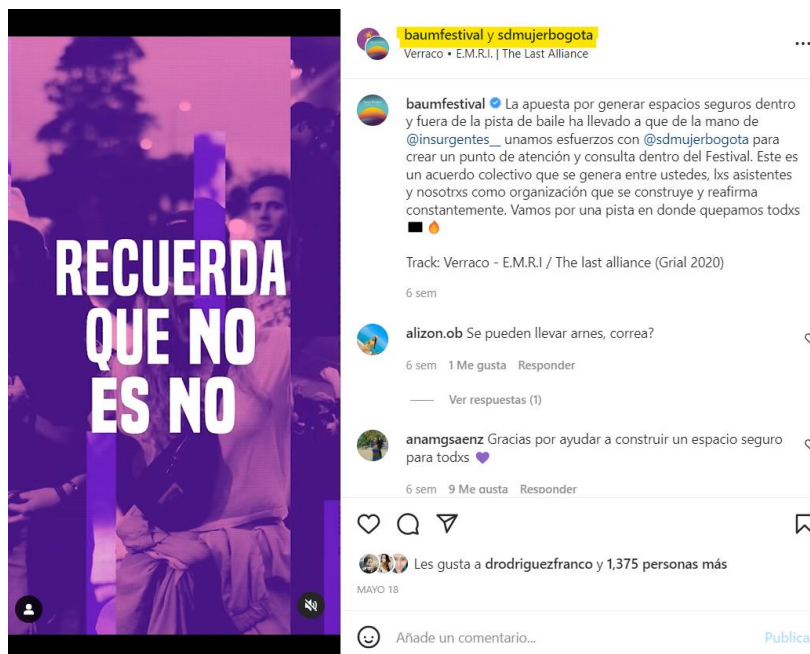 RECUERDA
QUE NO
ES NO
baumfestival y sdmujerbogota
Verraco • E.M.R.I. | The Last Alliance
baumfestival La apuesta por generar espacios seguros dentro
y fuera de la pista de baile ha llevado a que de la mano de
@insurgentes__ unamos esfuerzos con @sdmujerbogota para
crear un punto de atención y consulta dentro del Festival. Este es
un acuerdo colectivo que se genera entre ustedes, lxs asistentes
y nosotrxs como organización que se construye y reafirma
constantemente. Vamos por una pista en donde quepamos todxs
Track: Verraco - E.M.R.I / The last alliance (Grial 2020)
6 sem
alizon.ob Se pueden llevar arnes, correa?
6 sem 1 Me gusta Responder
Ver respuestas (1)
anamgsaenz Gracias por ayudar a construir un espacio seguro
para todxs 💜
6 sem 9 Me gusta Responder
Les gusta a drodriguezfranco y 1,375 personas más
MAYO 18
Añade un comentario...
Publica